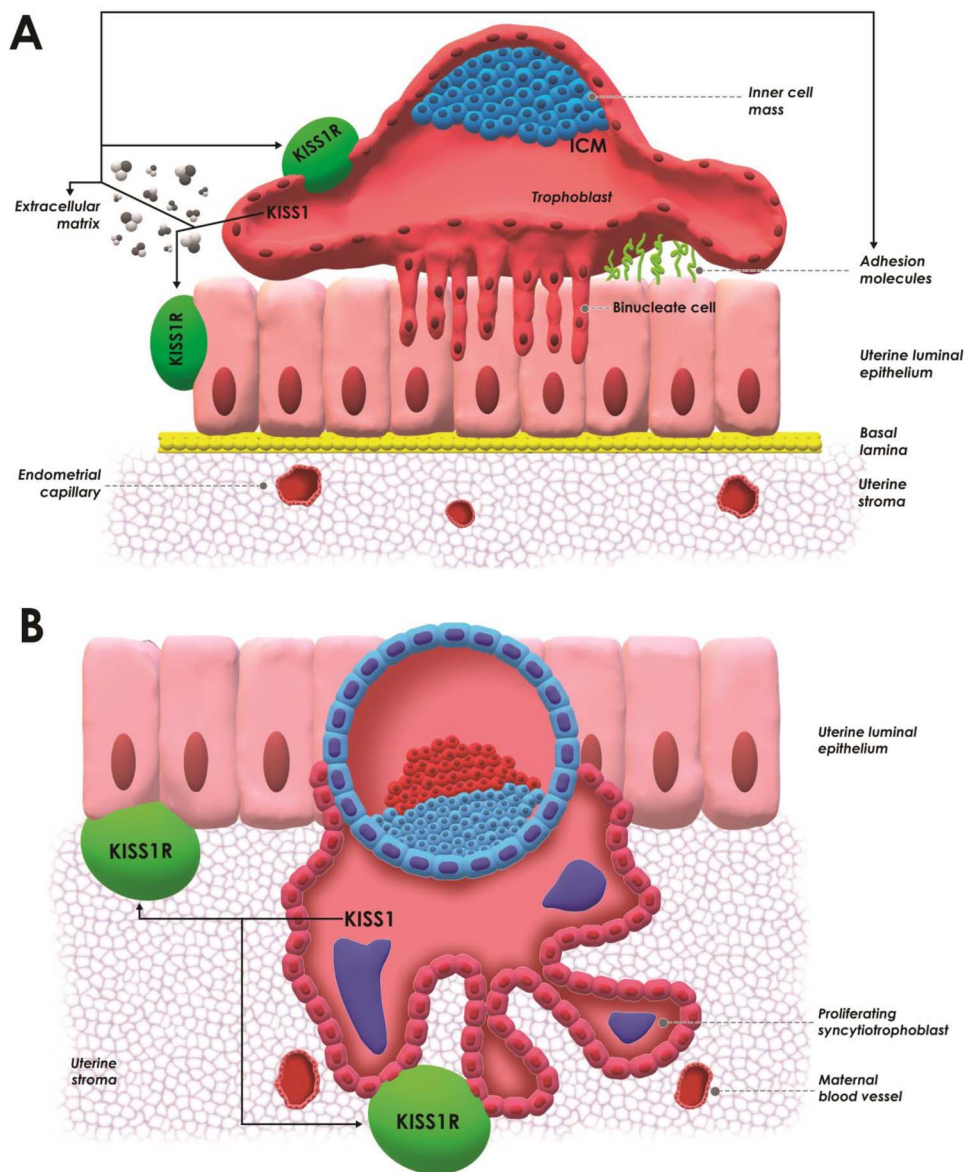 A
Inner cell
mass
KISS1R
ICM
Extracellular
matrix
KISS1
Trophoblast
Adhesion
molecules
KISS1R
Binucleate cell
Uterine luminal
epithelium
Basal
lamina
Endometrial
capillary
Uterine
stroma
B
Uterine luminal
epithelium
KISS1R
KISS1
Proliferating
syncytiotrophoblast
Uterine
stroma
Maternal
blood vessel
KISS1R